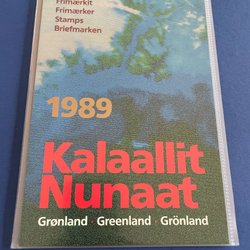 Frimærkit
Frimærker
Stamps
Briefmarken
1989
Kalaallit
Nunaat
Grønland · Greenland · Grönland